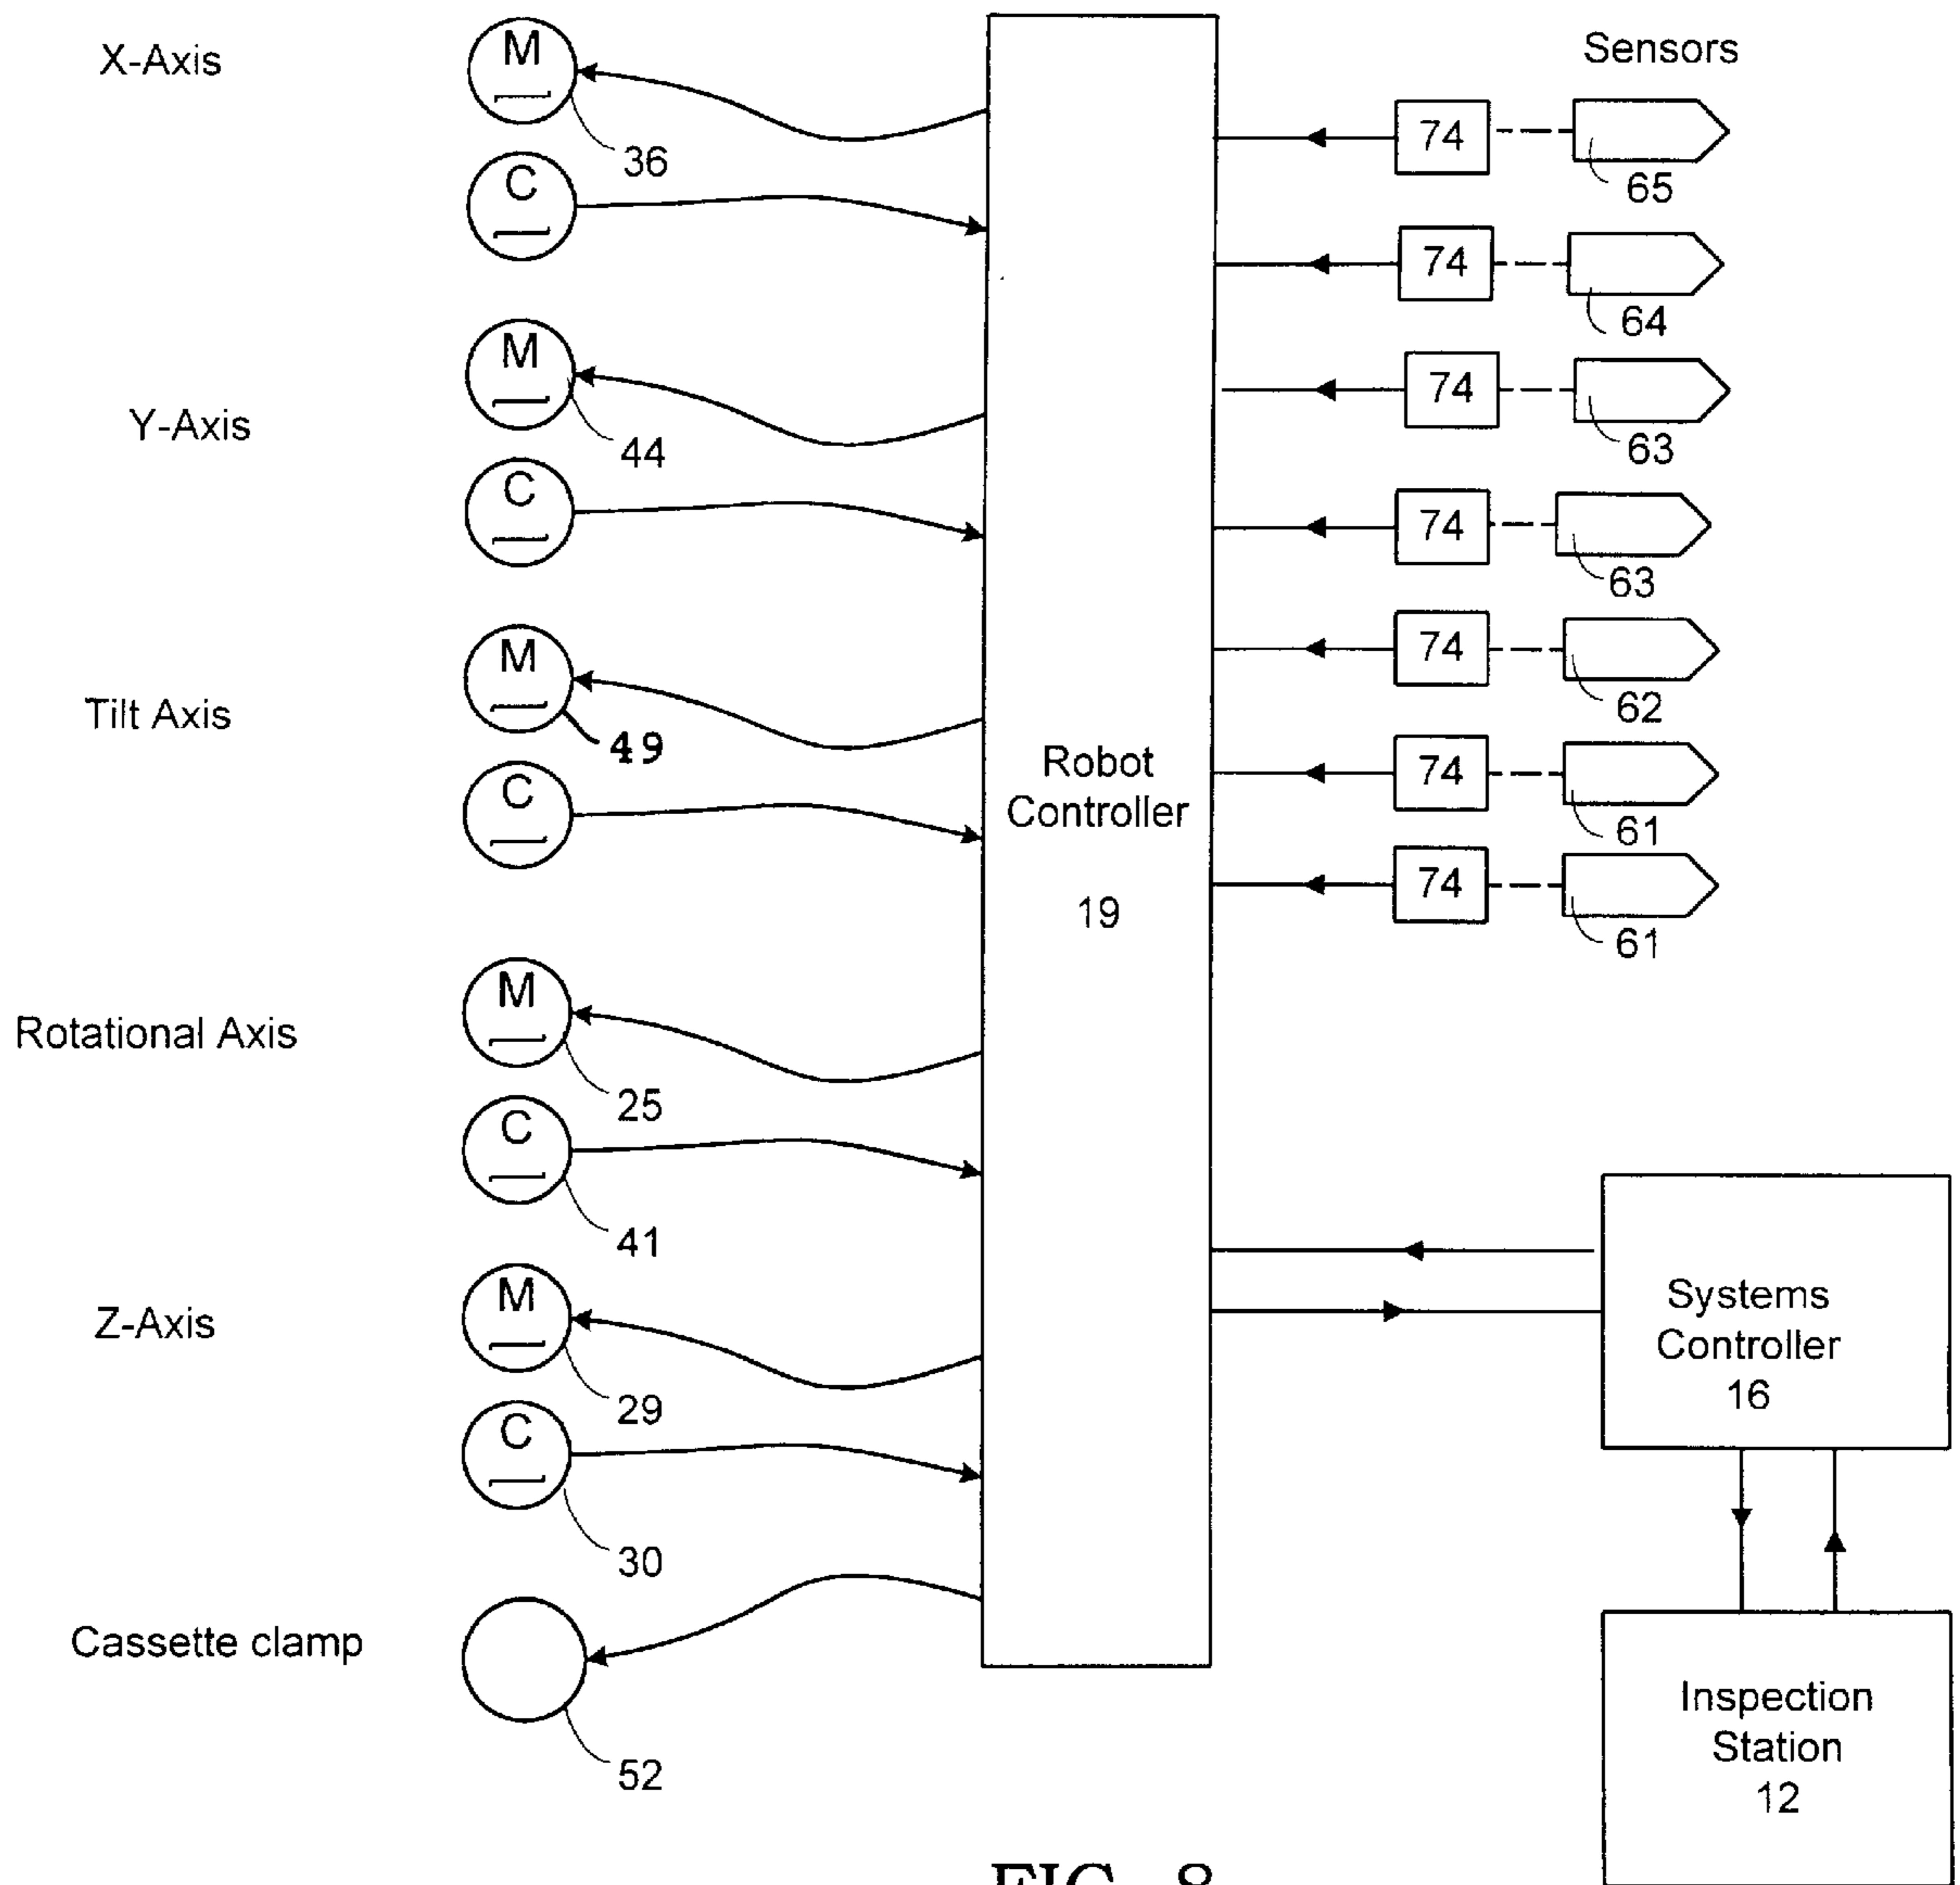 X-Axis
M
36
C
Y-Axis
M
44
C
Tilt Axis
M
49
C
Rotational Axis
M
25
C
41
Z-Axis
M
29
C
30
Cassette clamp
52
Robot
Controller
19
Sensors
74
65
74
64
74
63
74
63
74
62
74
61
74
61
Systems
Controller
16
Inspection
Station
12
FIG. 8